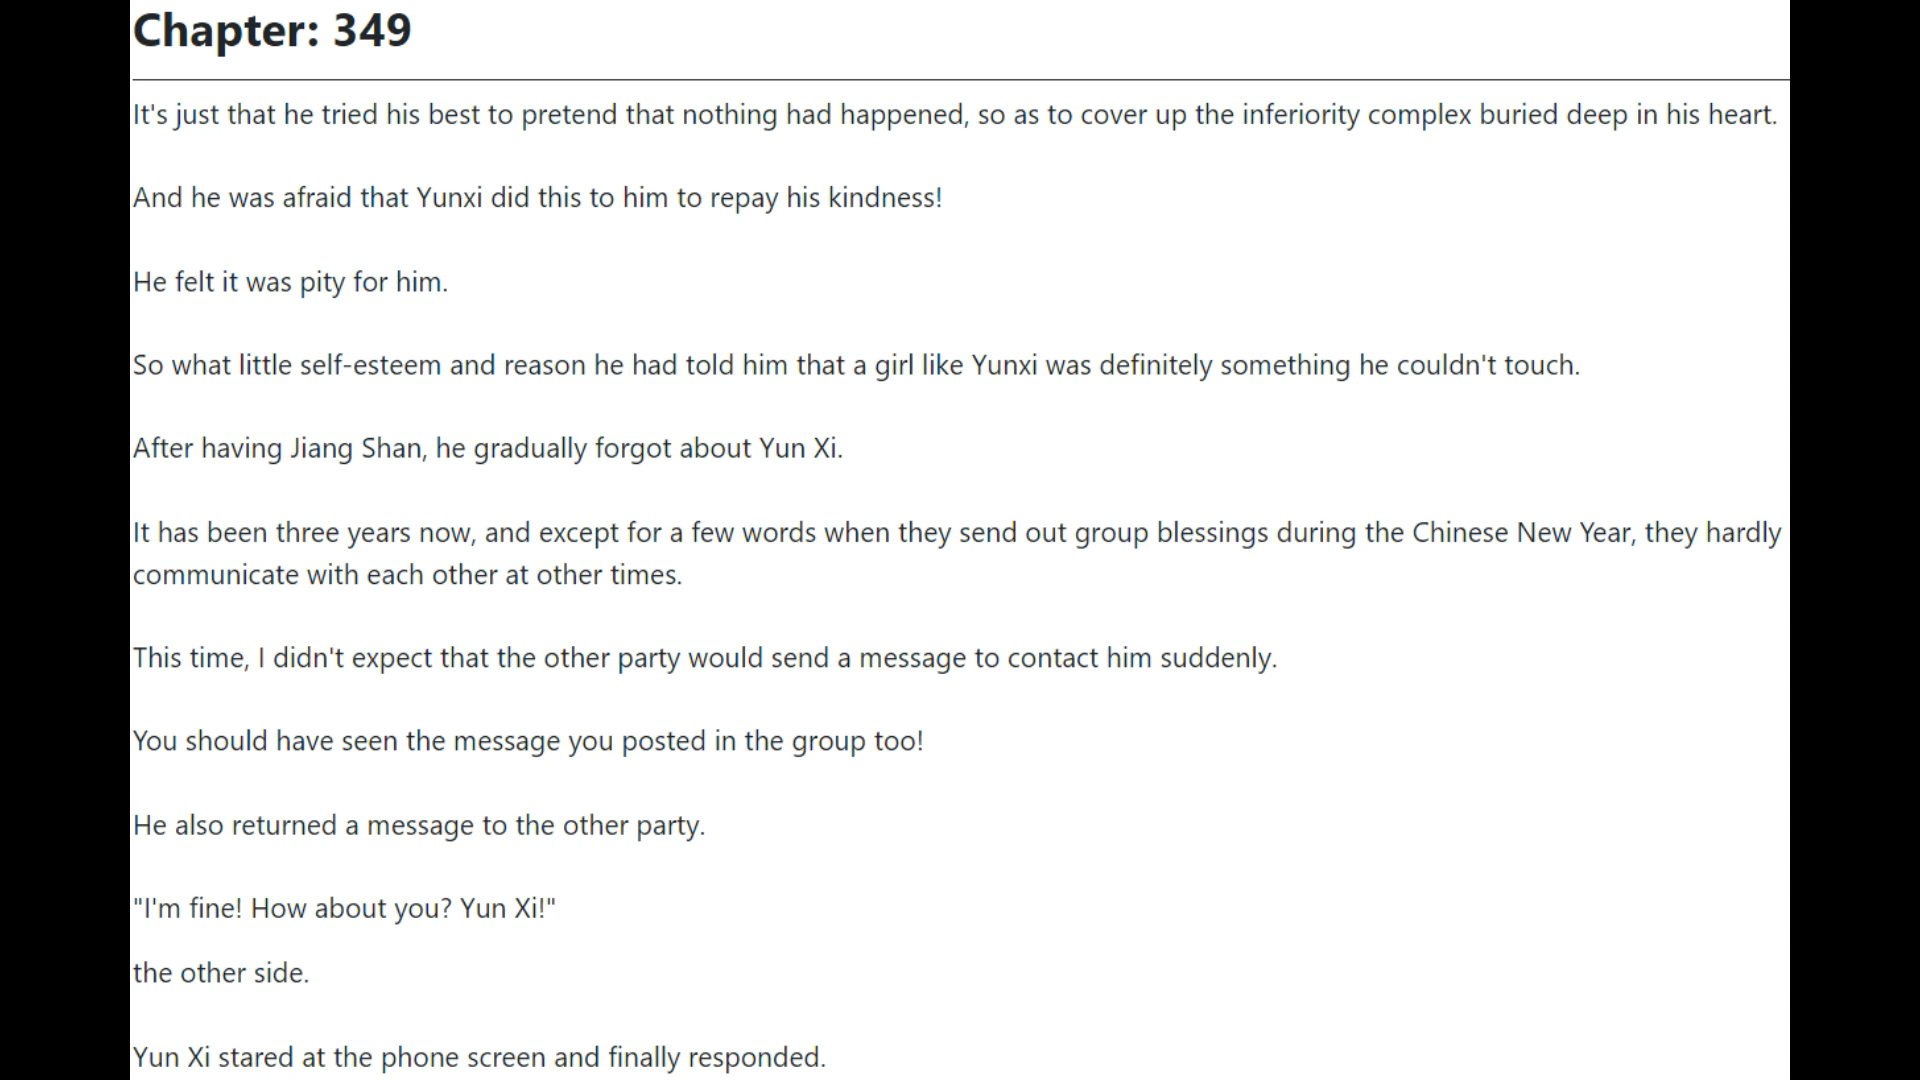 Chapter: 349
It's just that he tried his best to pretend that nothing had happened, so as to cover up the inferiority complex buried deep in his heart.
And he was afraid that Yunxi did this to him to repay his kindness!
He felt it was pity for him.
So what little self-esteem and reason he had told him that a girl like Yunxi was definitely something he couldn't touch.
After having Jiang Shan, he gradually forgot about Yun Xi.
It has been three years now, and except for a few words when they send out group blessings during the Chinese New Year, they hardly
communicate with each other at other times.
This time, I didn't expect that the other party would send a message to contact him suddenly.
You should have seen the message you posted in the group too!
He also returned a message to the other party.
"I'm fine! How about you? Yun Xi!"
the other side.
Yun Xi stared at the phone screen and finally responded.